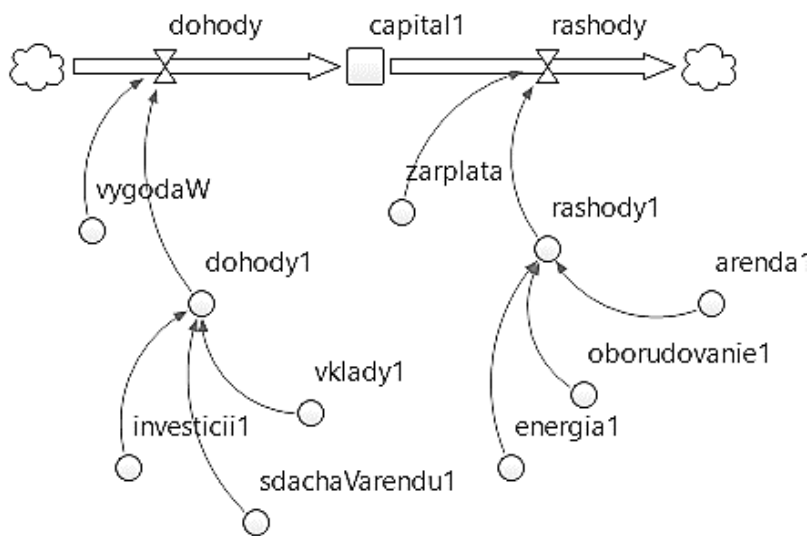 dohody
capital1
rashody
vygodaW
zarplata
rashody1
dohody1
arenda1
oborudovanie1
vklady1
investicii1
energia1
sdachaVarendu1